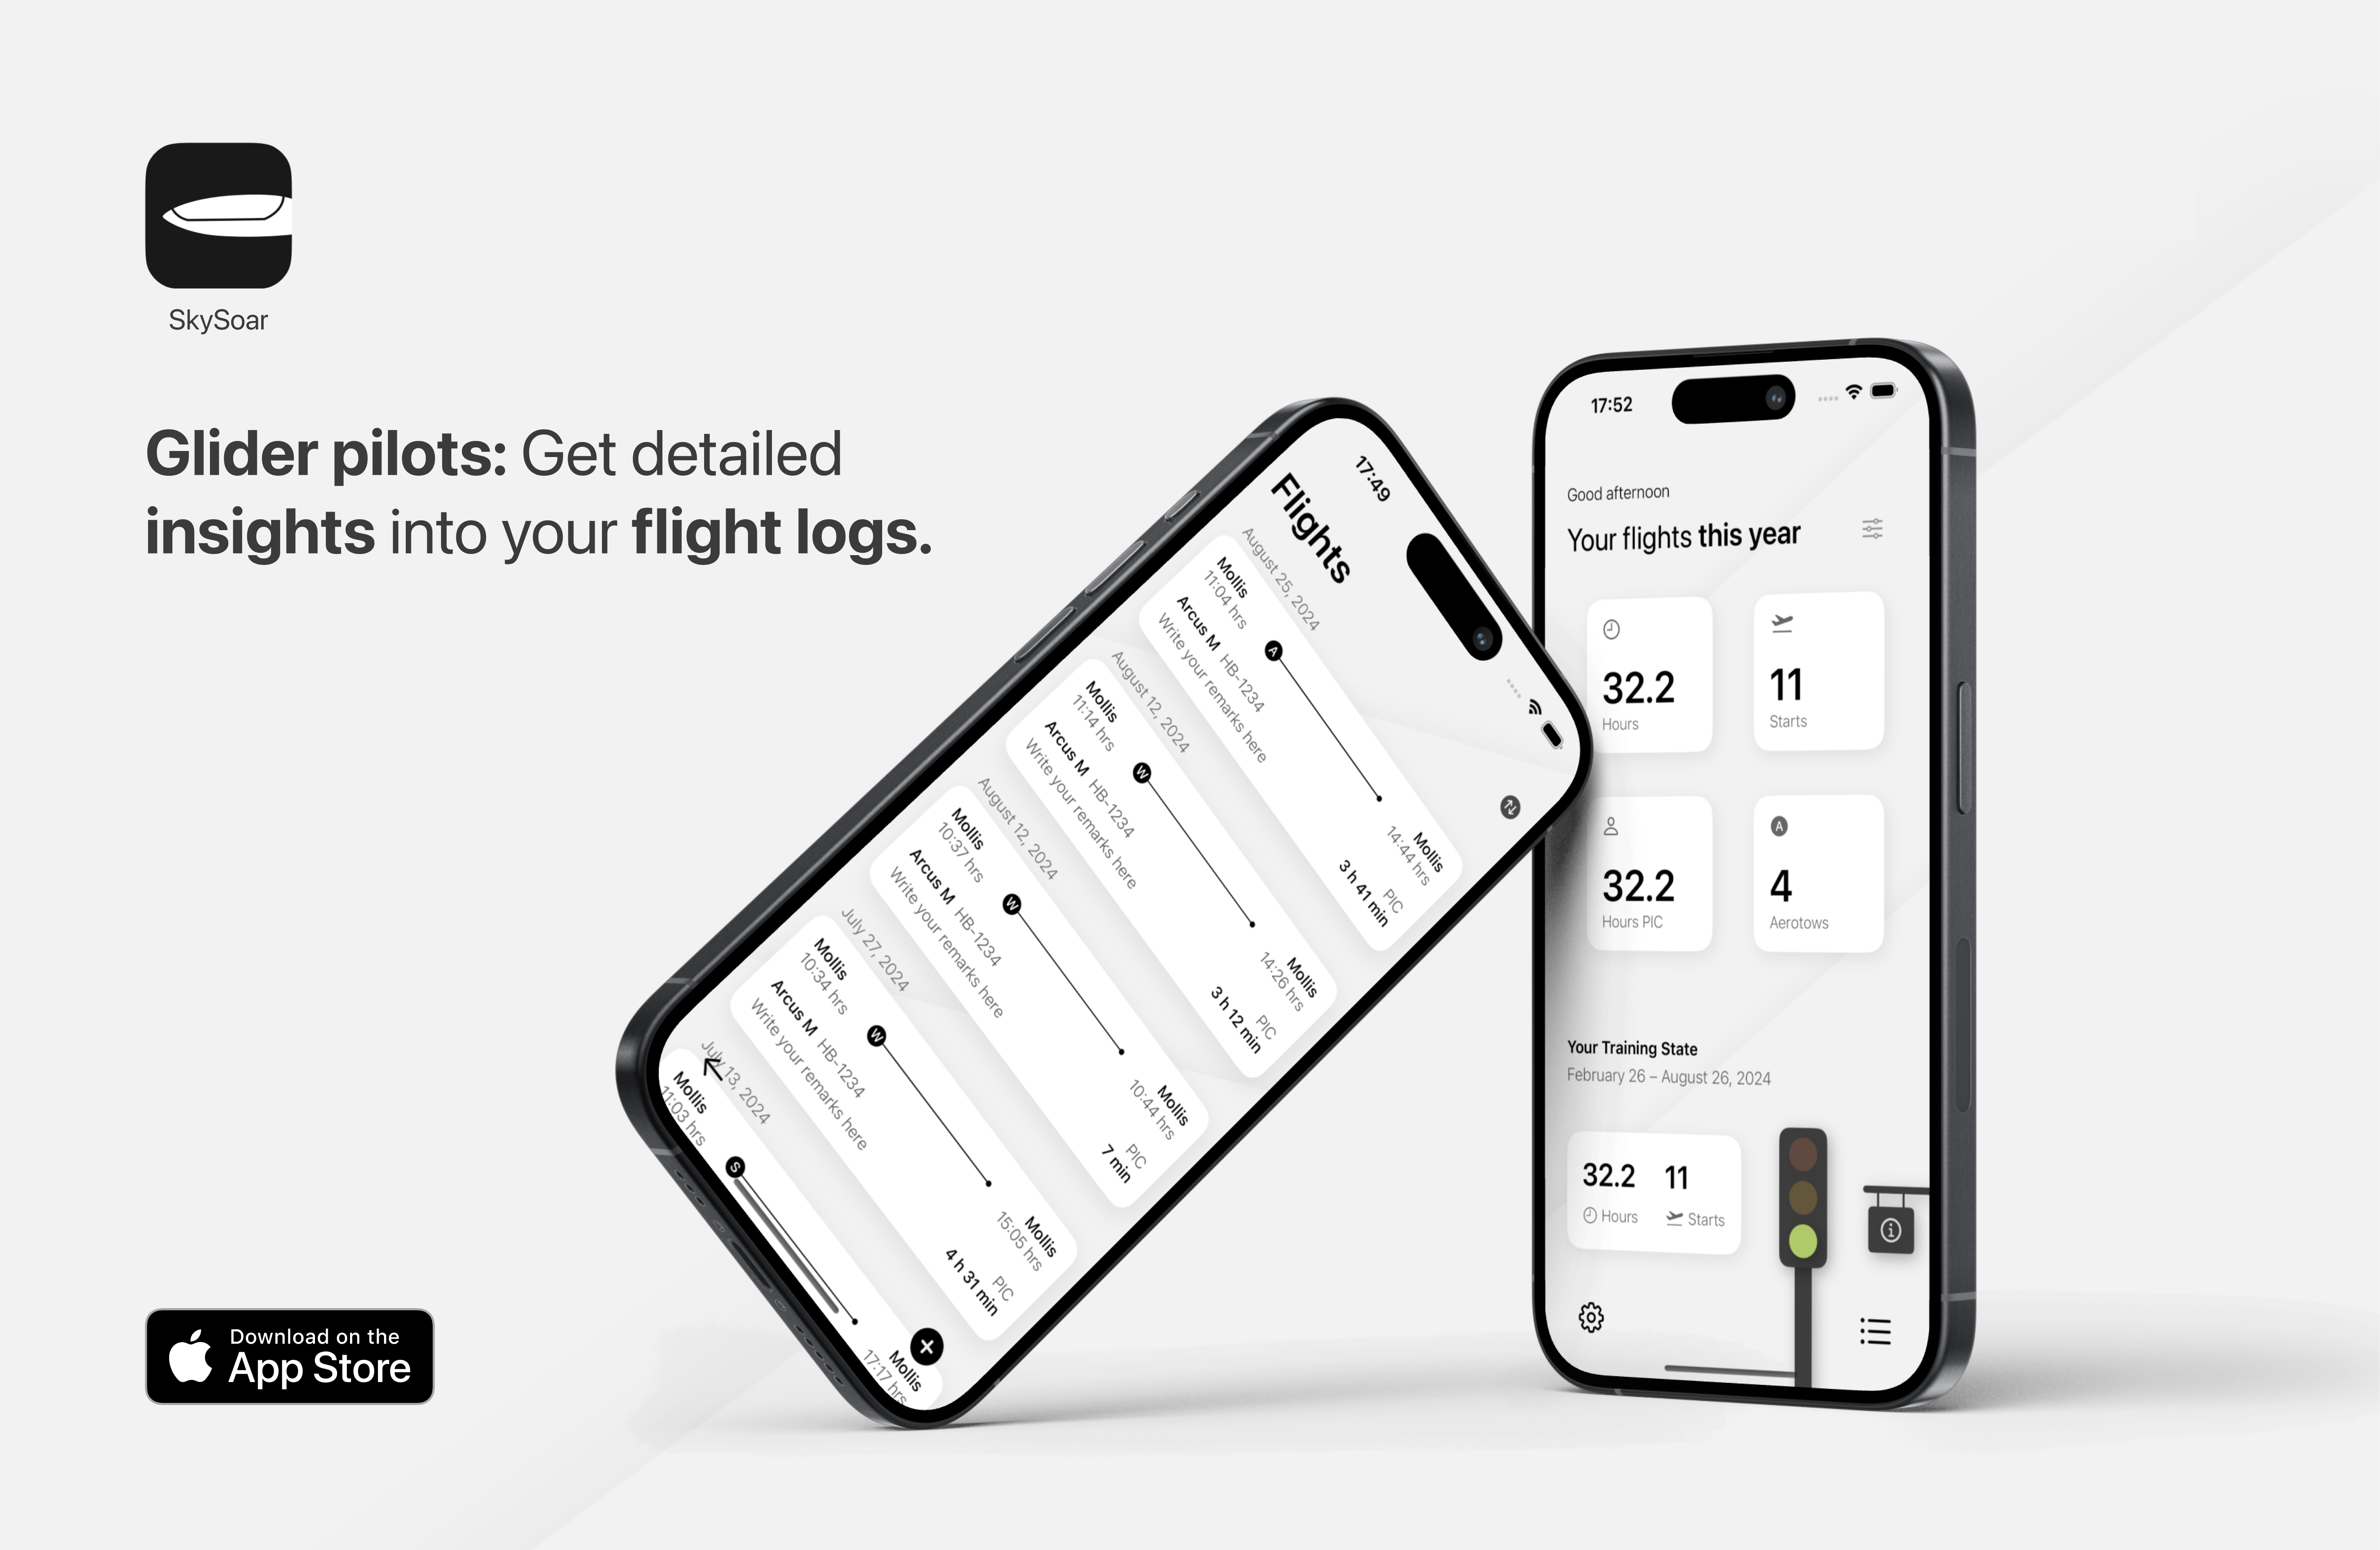 SkySoar
Glider pilots: Get detailed
insights into your flight logs.
Download on the
App Store
17:49
Flights
August 25, 2024
Mollis
Mollis
11:04 hrs
A
14:44 hrs
Arcus M HB-1234
PIC
Write your remarks here
3 h 41 min
August 12, 2024
Mollis
Mollis
11:14 hrs
W
14:26 hrs
Arcus M HB-1234
PIC
Write your remarks here
3 h 12 min
August 12, 2024
Mollis
Mollis
10:37 hrs
W
10:44 hrs
Arcus M HB-1234
PIC
Write your remarks here
7 min
July 27, 2024
Mollis
Mollis
10:34 hrs
W
15:05 hrs
Arcus M HB-1234
PIC
Write your remarks here
4 h 31 min
July 13, 2024
Mollis
Mollis
11:03 hrs
S
17:17 hrs
17:52
Good afternoon
Your flights this year
32.2
Hours
11
Starts
32.2
Hours PIC
A
4
Aerotows
Your Training State
February 26 – August 26, 2024
32.2 11
Hours Starts